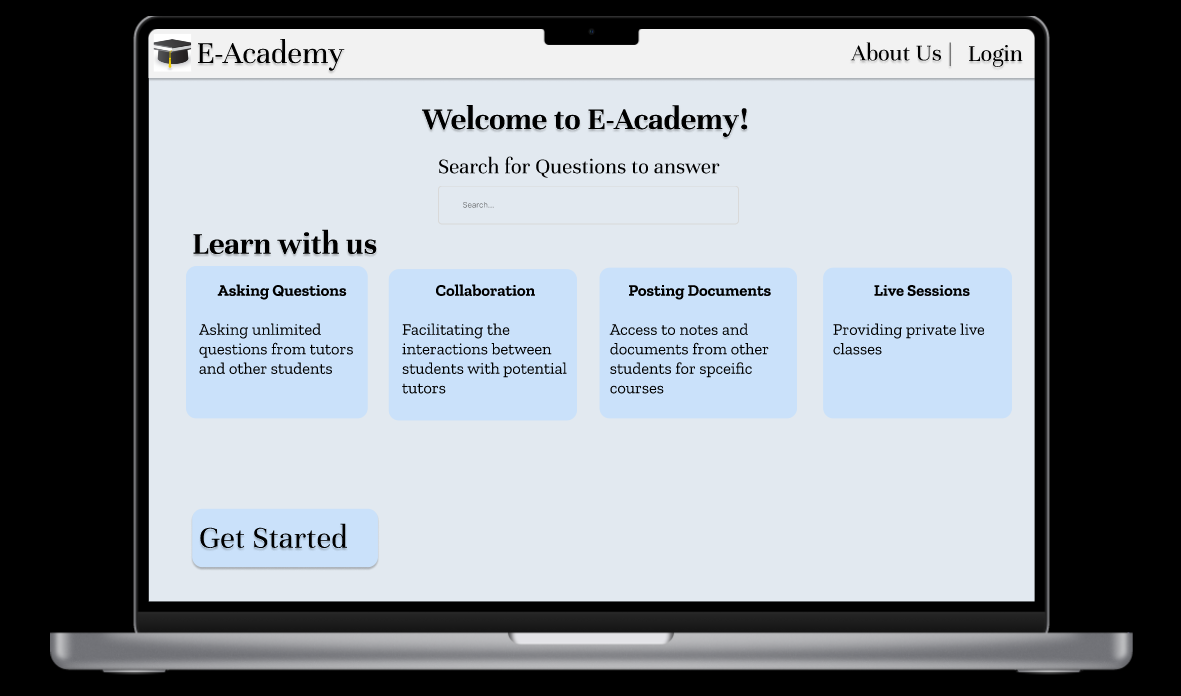 E-Academy
About Us | Login
Welcome to E-Academy!
Search for Questions to answer
Search...
Learn with us
Asking Questions
Asking unlimited
questions from tutors
and other students
Collaboration
Facilitating the
interactions between
students with potential
tutors
Posting Documents
Access to notes and
documents from other
students for spceific
courses
Live Sessions
Providing private live
classes
Get Started